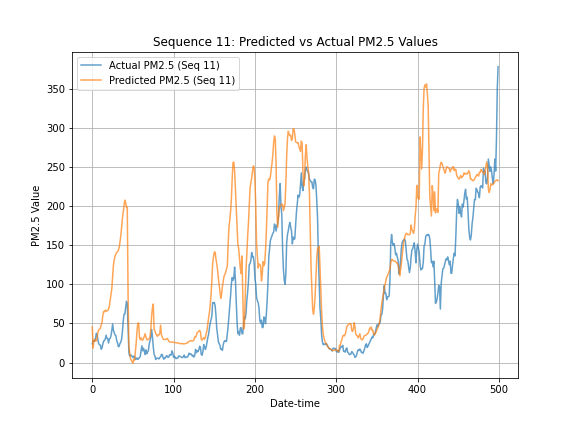 Sequence 11: Predicted vs Actual PM2.5 Values
Actual PM2.5 (Seq 11)
Predicted PM2.5 (Seq 11)
PM2.5 Value
350
300
250
200
150
100
50
0
0 100 200 300 400 500
Date-time